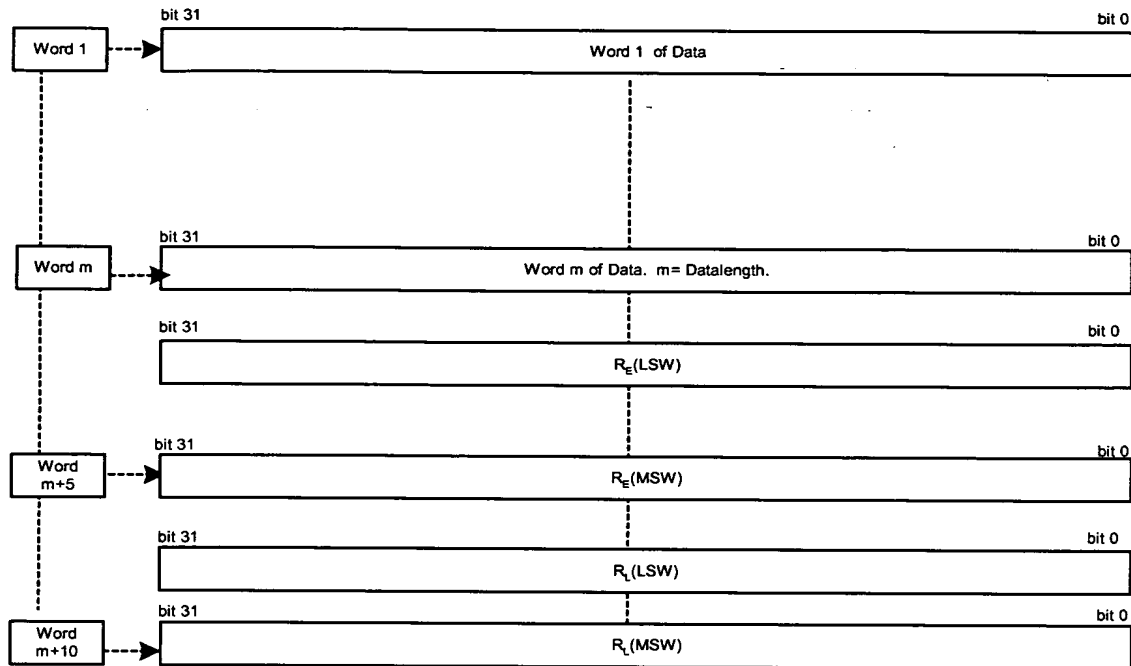 bit 31 bit 0
Word 1 Word 1 of Data
bit 31 bit 0
Word m Word m of Data. m= Datalength.
bit 31 bit 0
R_E(LSW)
bit 31 bit 0
Word
m+5
R_E(MSW)
bit 31 bit 0
R_L(LSW)
bit 31 bit 0
Word
m+10
R_L(MSW)